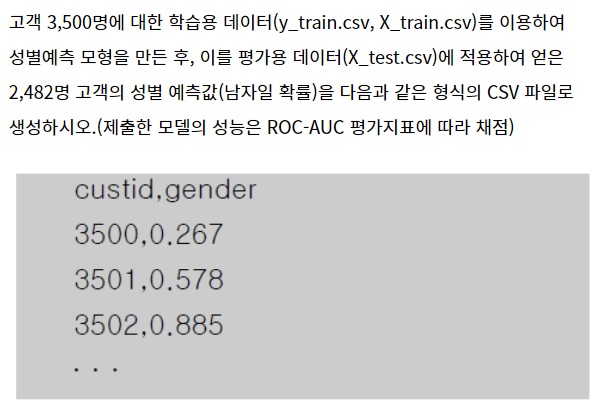 고객 3,500명에 대한 학습용 데이터(y_train.csv, X_train.csv)를 이용하여
성별예측 모형을 만든 후, 이를 평가용 데이터(X_test.csv)에 적용하여 얻은
2,482명 고객의 성별 예측값(남자일 확률)을 다음과 같은 형식의 CSV 파일로
생성하시오.(제출한 모델의 성능은 ROC-AUC 평가지표에 따라 채점)
custid,gender
3500,0.267
3501,0.578
3502,0.885
. . .